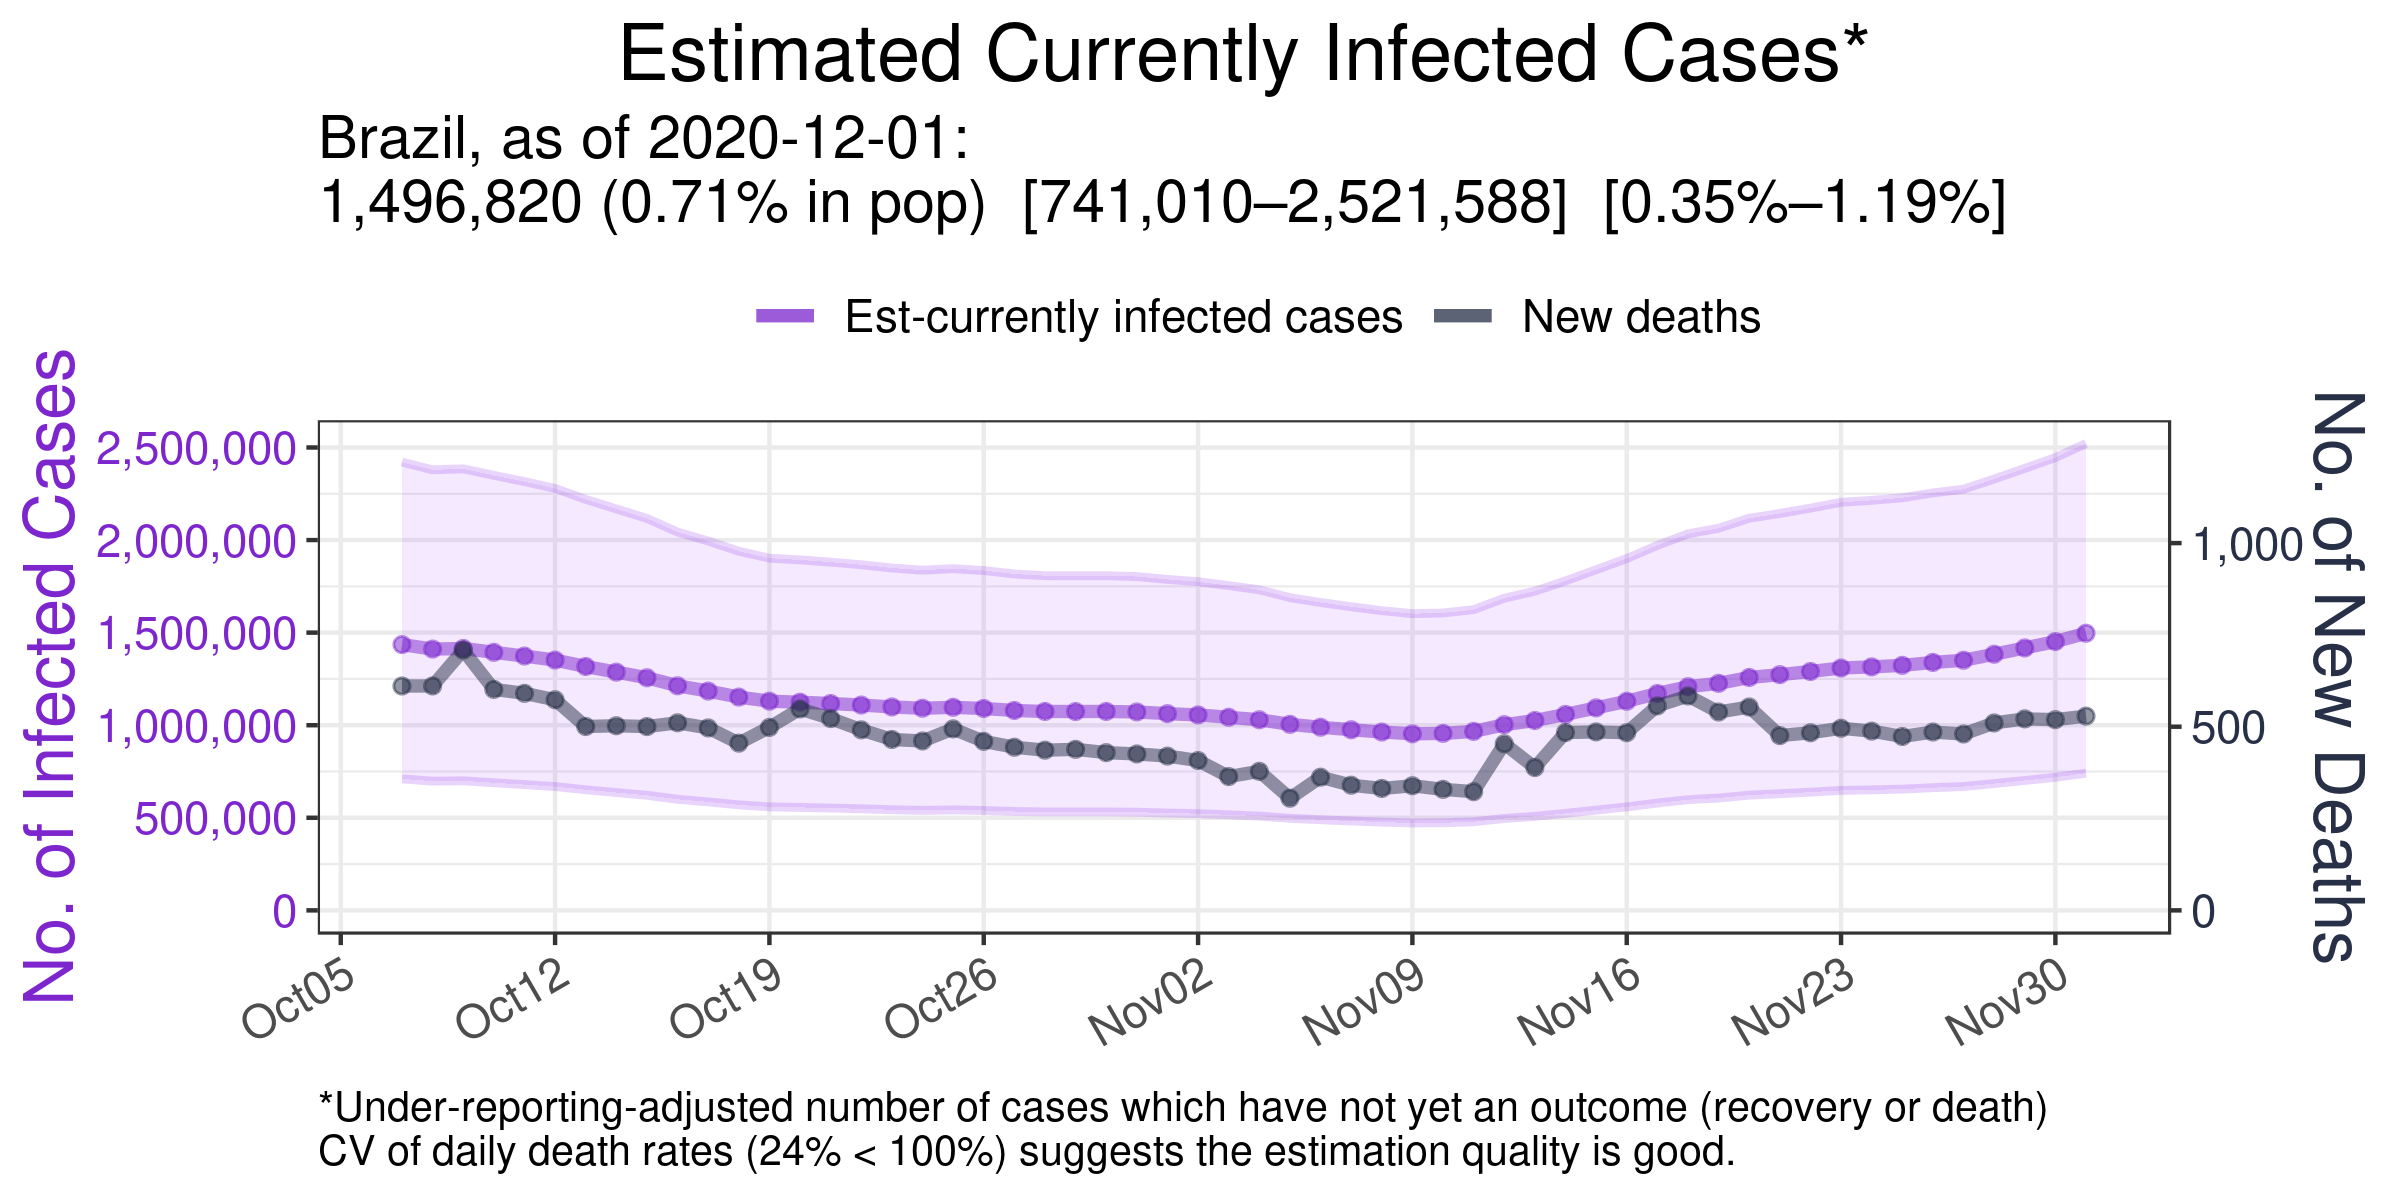 Estimated Currently Infected Cases*
Brazil, as of 2020-12-01:
1,496,820 (0.71% in pop)  [741,010–2,521,588]  [0.35%–1.19%]
Est-currently infected cases
New deaths
No. of Infected Cases
2,500,000
2,000,000
1,500,000
1,000,000
500,000
0
1,000
500
0
No. of New Deaths
Oct05
Oct12
Oct19
Oct26
Nov02
Nov09
Nov16
Nov23
Nov30
*Under-reporting-adjusted number of cases which have not yet an outcome (recovery or death)
CV of daily death rates (24% < 100%) suggests the estimation quality is good.